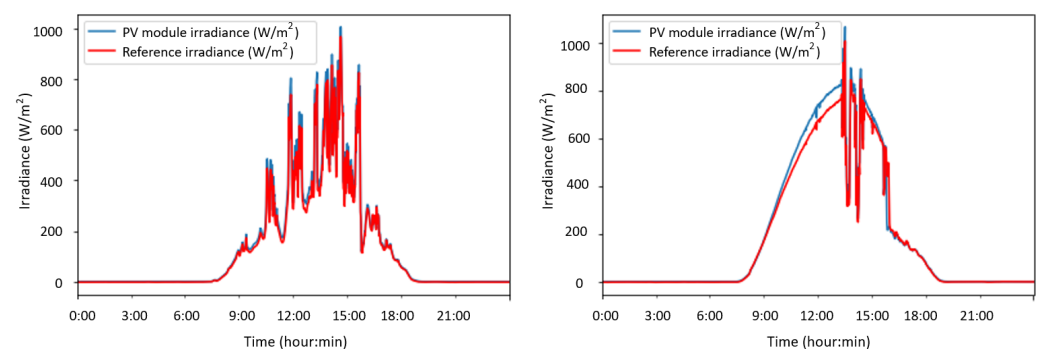 PV module irradiance (W/m²)
Reference irradiance (W/m²)
1000
800
600
400
200
0
Irradiance (W/m²)
0:00 3:00 6:00 9:00 12:00 15:00 18:00 21:00
Time (hour:min)
PV module irradiance (W/m²)
Reference irradiance (W/m²)
1000
800
600
400
200
0
Irradiance (W/m²)
0:00 3:00 6:00 9:00 12:00 15:00 18:00 21:00
Time (hour:min)